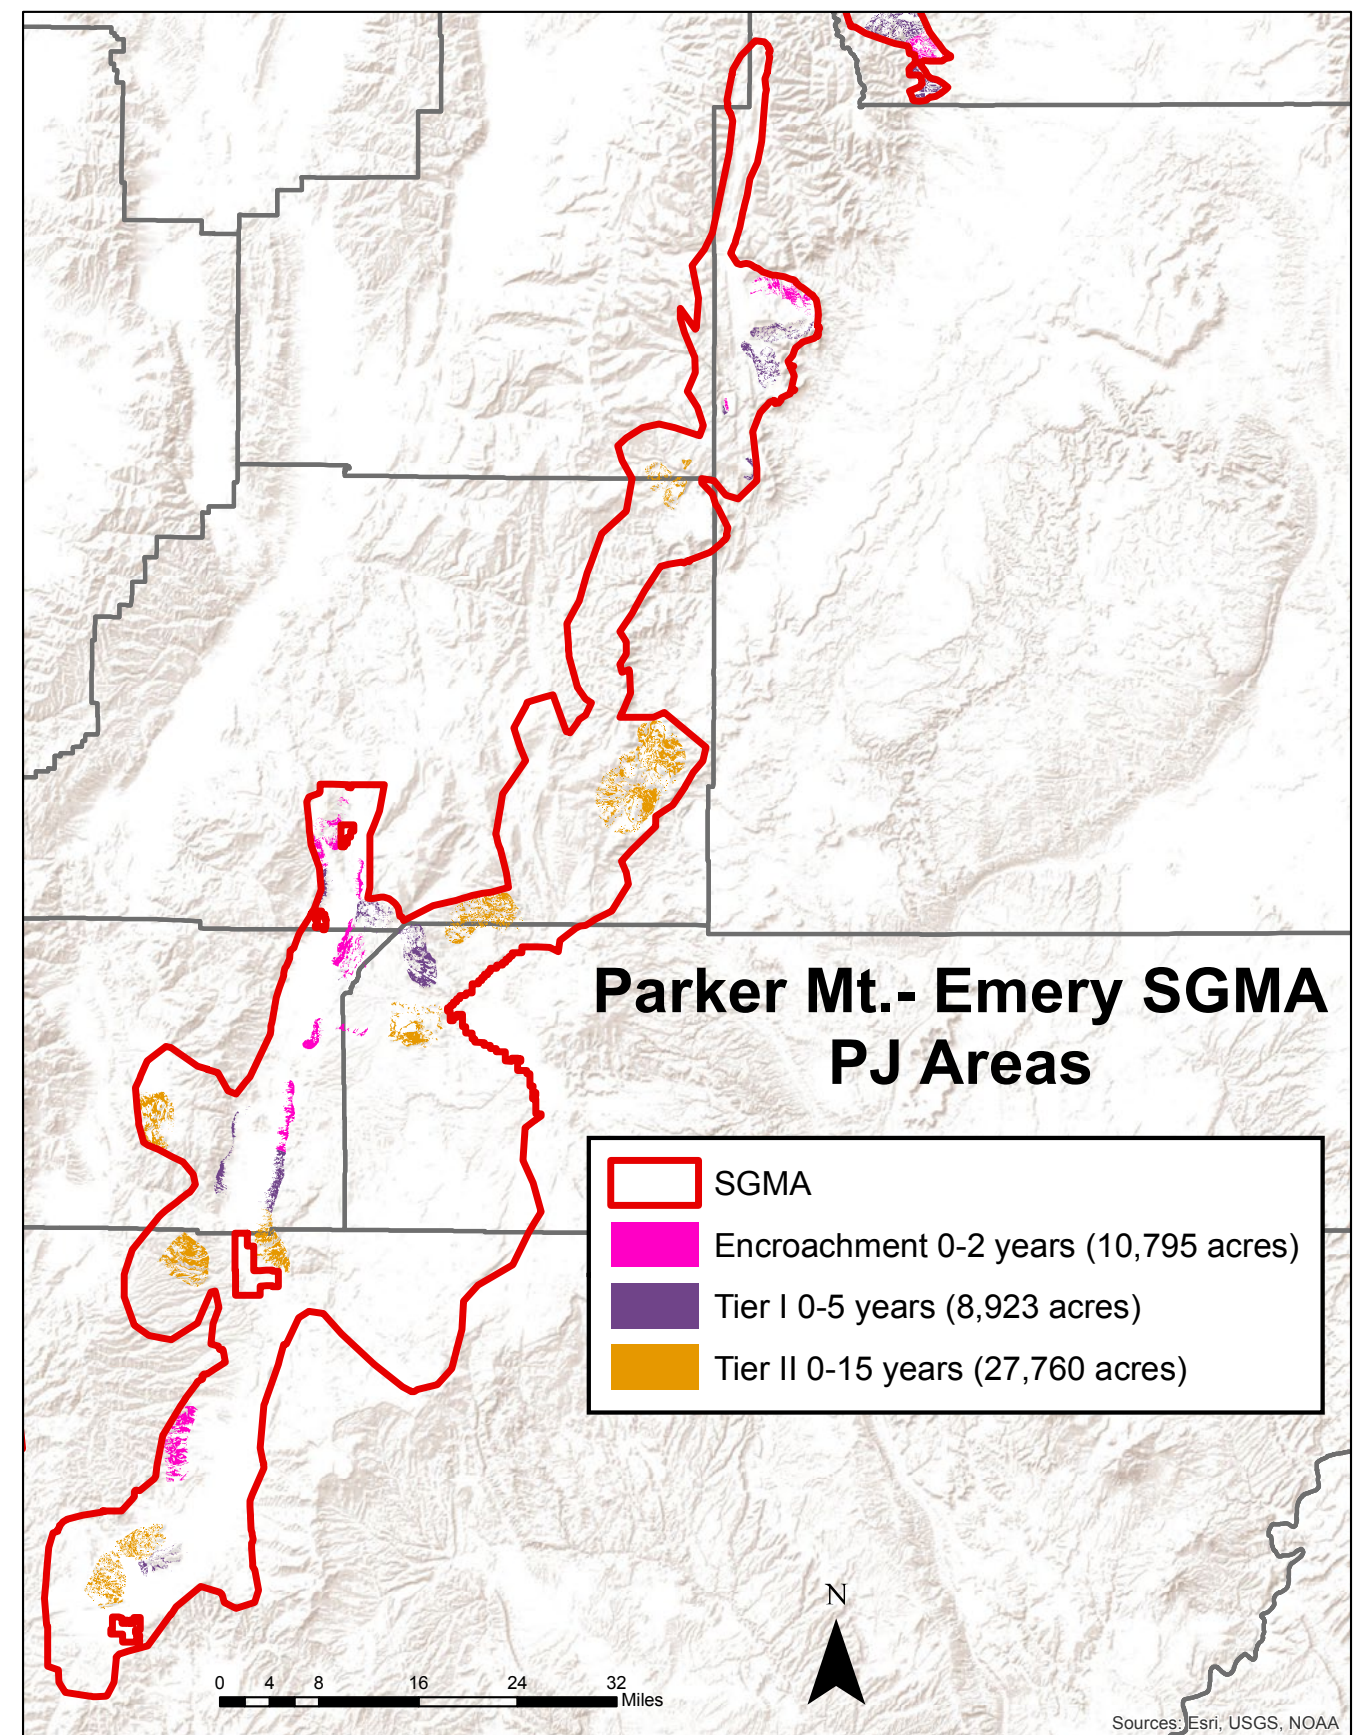 Parker Mt.- Emery SGMA
PJ Areas
SGMA
Encroachment 0-2 years (10,795 acres)
Tier I 0-5 years (8,923 acres)
Tier II 0-15 years (27,760 acres)
N
0 4 8 16 24 32
Miles
Sources: Esri, USGS, NOAA